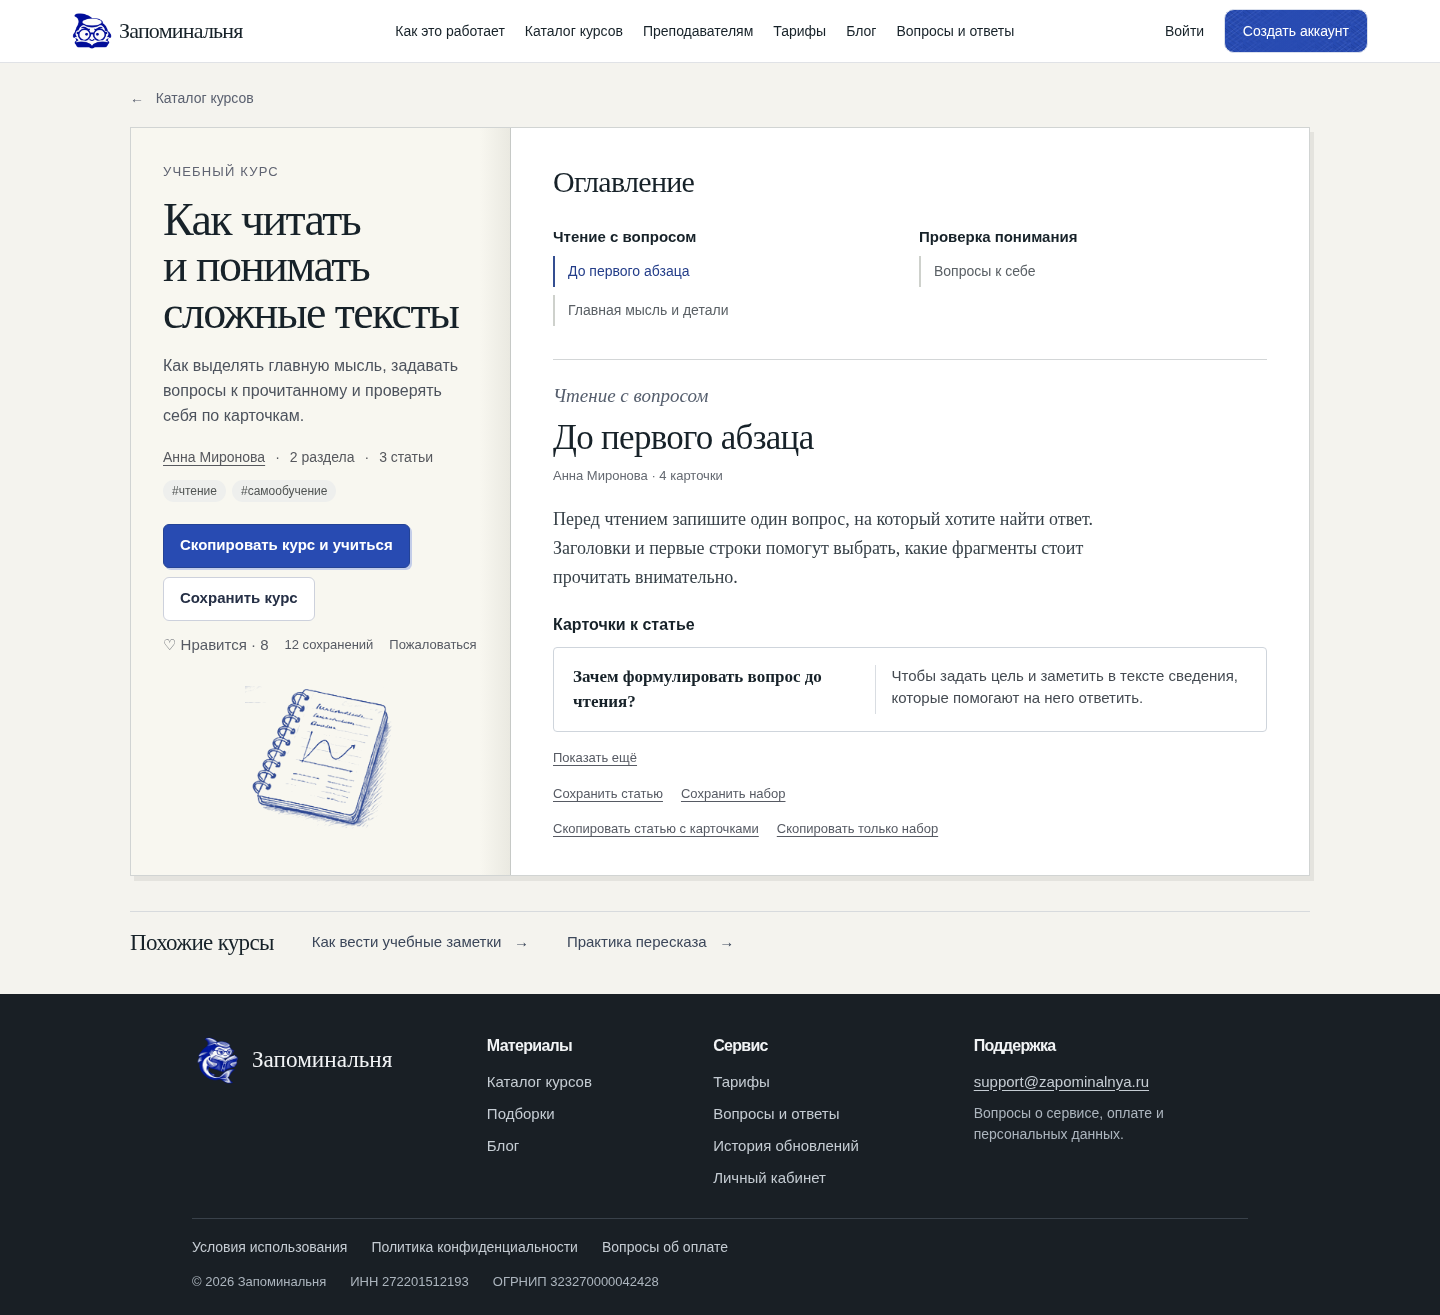 Запоминальня
Как это работает Каталог курсов Преподавателям Тарифы Блог Вопросы и ответы
Войти Создать аккаунт
← Каталог курсов
УЧЕБНЫЙ КУРС
Как читать
и понимать
сложные тексты
Как выделять главную мысль, задавать
вопросы к прочитанному и проверять
себя по карточкам.
Анна Миронова · 2 раздела · 3 статьи
#чтение #самообучение
Скопировать курс и учиться
Сохранить курс
♡ Нравится · 8 12 сохранений Пожаловаться
Оглавление
Чтение с вопросом
До первого абзаца
Главная мысль и детали
Проверка понимания
Вопросы к себе
Чтение с вопросом
До первого абзаца
Анна Миронова · 4 карточки
Перед чтением запишите один вопрос, на который хотите найти ответ.
Заголовки и первые строки помогут выбрать, какие фрагменты стоит
прочитать внимательно.
Карточки к статье
Зачем формулировать вопрос до
чтения?
Чтобы задать цель и заметить в тексте сведения,
которые помогают на него ответить.
Показать ещё
Сохранить статью Сохранить набор
Скопировать статью с карточками Скопировать только набор
Похожие курсы Как вести учебные заметки → Практика пересказа →
Запоминальня
Материалы
Каталог курсов
Подборки
Блог
Сервис
Тарифы
Вопросы и ответы
История обновлений
Личный кабинет
Поддержка
support@zapominalnya.ru
Вопросы о сервисе, оплате и
персональных данных.
Условия использования Политика конфиденциальности Вопросы об оплате
© 2026 Запоминальня ИНН 272201512193 ОГРНИП 323270000042428